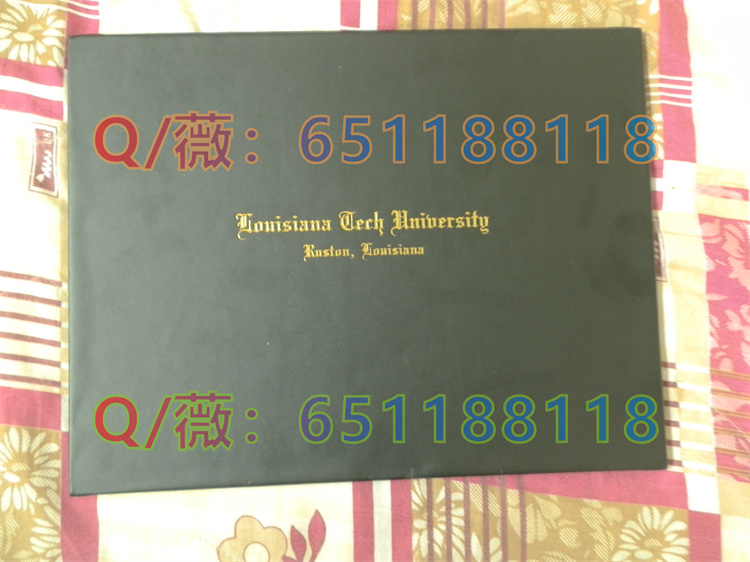 Q/薇：651188118
Louisiana Tech University
Ruston, Louisiana
Q/薇：651188118